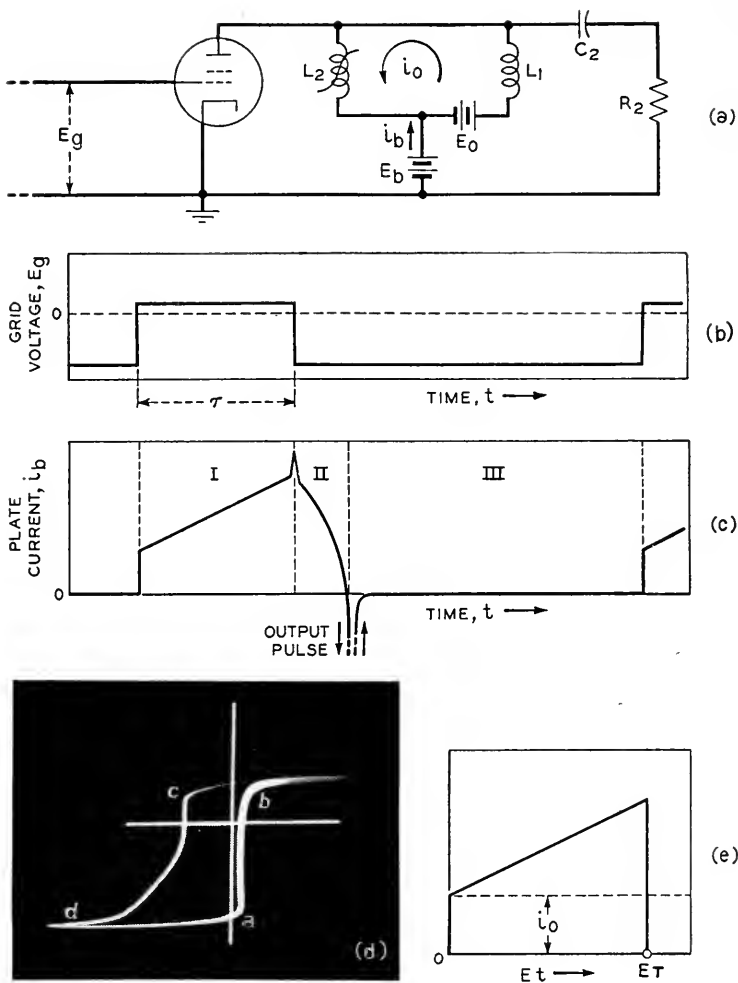 L2
i0
L1
C2
R2
(a)
Eg
ib
E0
Eb
GRID
VOLTAGE, Eg
0
τ
TIME, t
(b)
PLATE
CURRENT, ib
I
II
III
0
TIME, t
OUTPUT
PULSE
(c)
c
b
d
a
(d)
i0
0
Et
Eτ
(e)